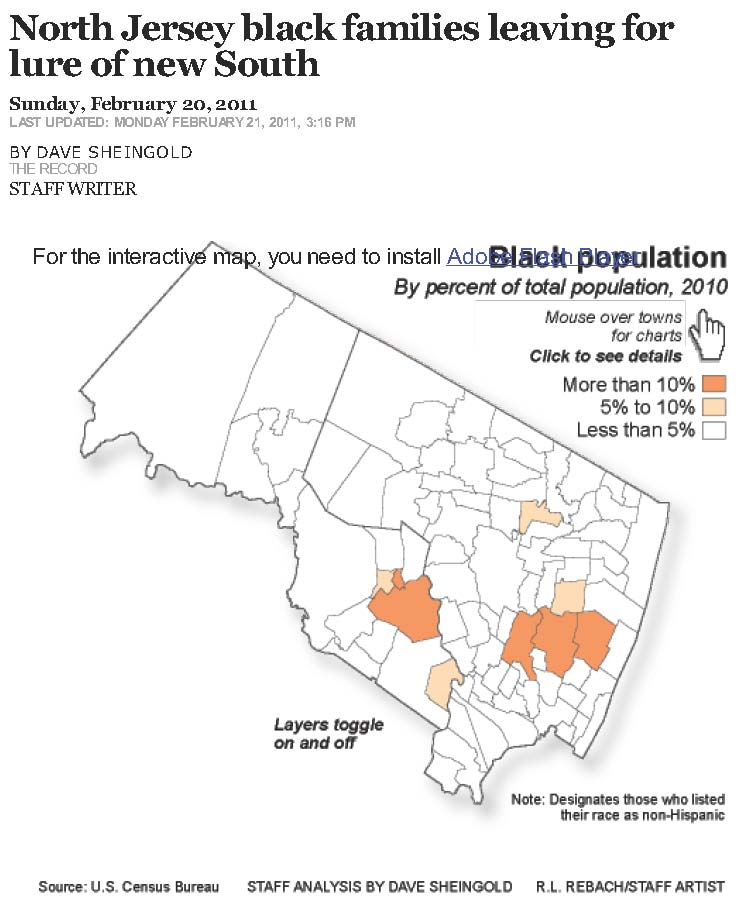 North Jersey black families leaving for
lure of new South
Sunday, February 20, 2011
LAST UPDATED: MONDAY FEBRUARY 21, 2011, 3:16 PM
BY DAVE SHEINGOLD
THE RECORD
STAFF WRITER
For the interactive map, you need to install Adobe Flash Player.
Black population
By percent of total population, 2010
Mouse over towns
for charts
Click to see details
More than 10%
5% to 10%
Less than 5%
Layers toggle
on and off
Note: Designates those who listed
their race as non-Hispanic
Source: U.S. Census Bureau STAFF ANALYSIS BY DAVE SHEINGOLD R.L. REBACH/STAFF ARTIST